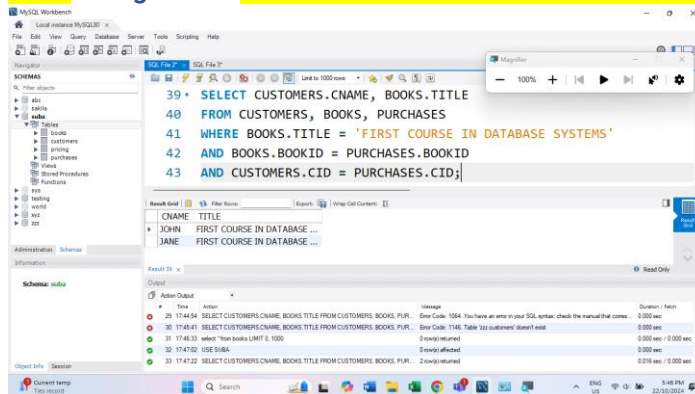 MySQL Workbench
Local instance MySQL80 ×
File Edit View Query Database Server Tools Scripting Help
Navigator
SCHEMAS
Filter objects
abc
sakila
suba
Tables
books
customers
pricing
purchases
Views
Stored Procedures
Functions
sys
testing
world
xyz
zzz
Administration Schemas
Information
Schema: suba
Object Info Session
SQL File 2* × SQL File 3*
Limit to 1000 rows
Magnifier
100%
39 SELECT CUSTOMERS.CNAME, BOOKS.TITLE
40 FROM CUSTOMERS, BOOKS, PURCHASES
41 WHERE BOOKS.TITLE = 'FIRST COURSE IN DATABASE SYSTEMS'
42 AND BOOKS.BOOKID = PURCHASES.BOOKID
43 AND CUSTOMERS.CID = PURCHASES.CID;
Result Grid Filter Rows: Export: Wrap Cell Content:
CNAME TITLE
JOHN FIRST COURSE IN DATABASE ...
JANE FIRST COURSE IN DATABASE ...
Result Grid
Result 29 × Read Only
Output
Action Output
# Time Action Message Duration / Fetch
29 17:44:54 SELECT CUSTOMERS.CNAME, BOOKS.TITLE FROM CUSTOMERS, BOOKS, PUR... Error Code: 1064. You have an error in your SQL syntax; check the manual that corres... 0.000 sec
30 17:45:41 SELECT CUSTOMERS.CNAME, BOOKS.TITLE FROM CUSTOMERS, BOOKS, PUR... Error Code: 1146. Table 'zzz.customers' doesn't exist 0.000 sec
31 17:46:33 select * from books LIMIT 0, 1000 0 row(s) returned 0.000 sec / 0.000 sec
32 17:47:02 USE SUBA 0 row(s) affected 0.000 sec
33 17:47:22 SELECT CUSTOMERS.CNAME, BOOKS.TITLE FROM CUSTOMERS, BOOKS, PUR... 2 row(s) returned 0.016 sec / 0.000 sec
Current temp
Ties record
Search
ENG
US
5:48 PM
22/10/2024